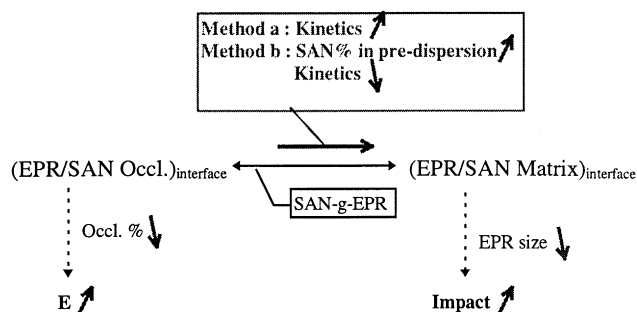 Method a : Kinetics
Method b : SAN% in pre-dispersion
Kinetics
(EPR/SAN Occl.)interface (EPR/SAN Matrix)interface
SAN-g-EPR
Occl. % EPR size
E Impact